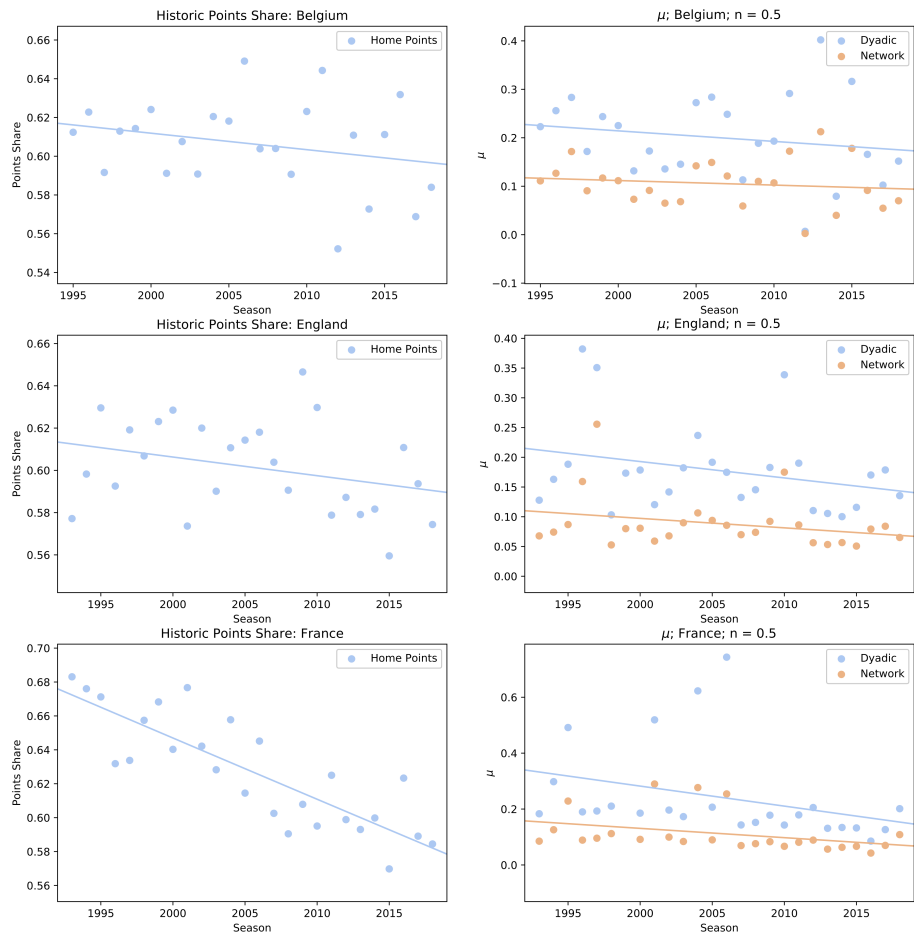 Historic Points Share: Belgium
0.66
0.64
0.62
0.60
0.58
0.56
0.54
Points Share
Home Points
1995
2000
2005
2010
2015
Season
μ; Belgium; n = 0.5
0.4
0.3
0.2
0.1
0.0
−0.1
μ
Dyadic
Network
1995
2000
2005
2010
2015
Season
Historic Points Share: England
0.66
0.64
0.62
0.60
0.58
0.56
Points Share
Home Points
1995
2000
2005
2010
2015
Season
μ; England; n = 0.5
0.40
0.35
0.30
0.25
0.20
0.15
0.10
0.05
0.00
μ
Dyadic
Network
1995
2000
2005
2010
2015
Season
Historic Points Share: France
0.70
0.68
0.66
0.64
0.62
0.60
0.58
0.56
Points Share
Home Points
1995
2000
2005
2010
2015
Season
μ; France; n = 0.5
0.6
0.4
0.2
0.0
μ
Dyadic
Network
1995
2000
2005
2010
2015
Season